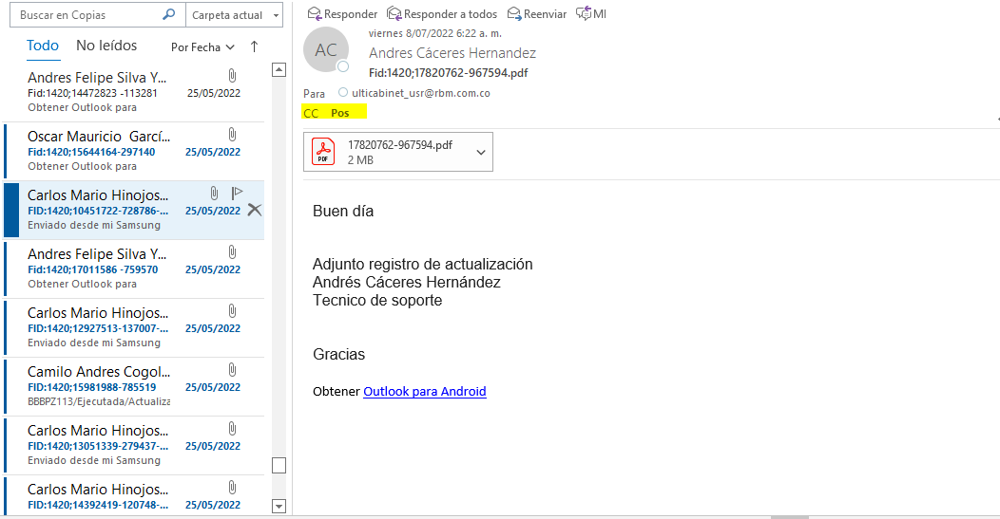 Buscar en Copias
Carpeta actual
Todo No leídos Por Fecha
Andres Felipe Silva Y...
Fid:1420;14472823 -113281 25/05/2022
Obtener Outlook para
Oscar Mauricio Garcí...
Fid:1420;15644164-297140 25/05/2022
Obtener Outlook para
Carlos Mario Hinojos...
FID:1420;10451722-728786-... 25/05/2022
Enviado desde mi Samsung
Andres Felipe Silva Y...
Fid:1420;17011586 -759570 25/05/2022
Obtener Outlook para
Carlos Mario Hinojos...
FID:1420;12927513-137007-... 25/05/2022
Enviado desde mi Samsung
Camilo Andres Cogol...
FID:1420;15981988-785519 25/05/2022
BBBPZ113/Ejecutada/Actualiza
Carlos Mario Hinojos...
FID:1420;13051339-279437-... 25/05/2022
Enviado desde mi Samsung
Carlos Mario Hinojos...
FID:1420;14392419-120748-... 25/05/2022
Responder Responder a todos Reenviar MI
viernes 8/07/2022 6:22 a. m.
AC
Andres Cáceres Hernandez
Fid:1420;17820762-967594.pdf
Para ulticabinet_usr@rbm.com.co
CC Pos
PDF
17820762-967594.pdf
2 MB
Buen día
Adjunto registro de actualización
Andrés Cáceres Hernández
Tecnico de soporte
Gracias
Obtener Outlook para Android